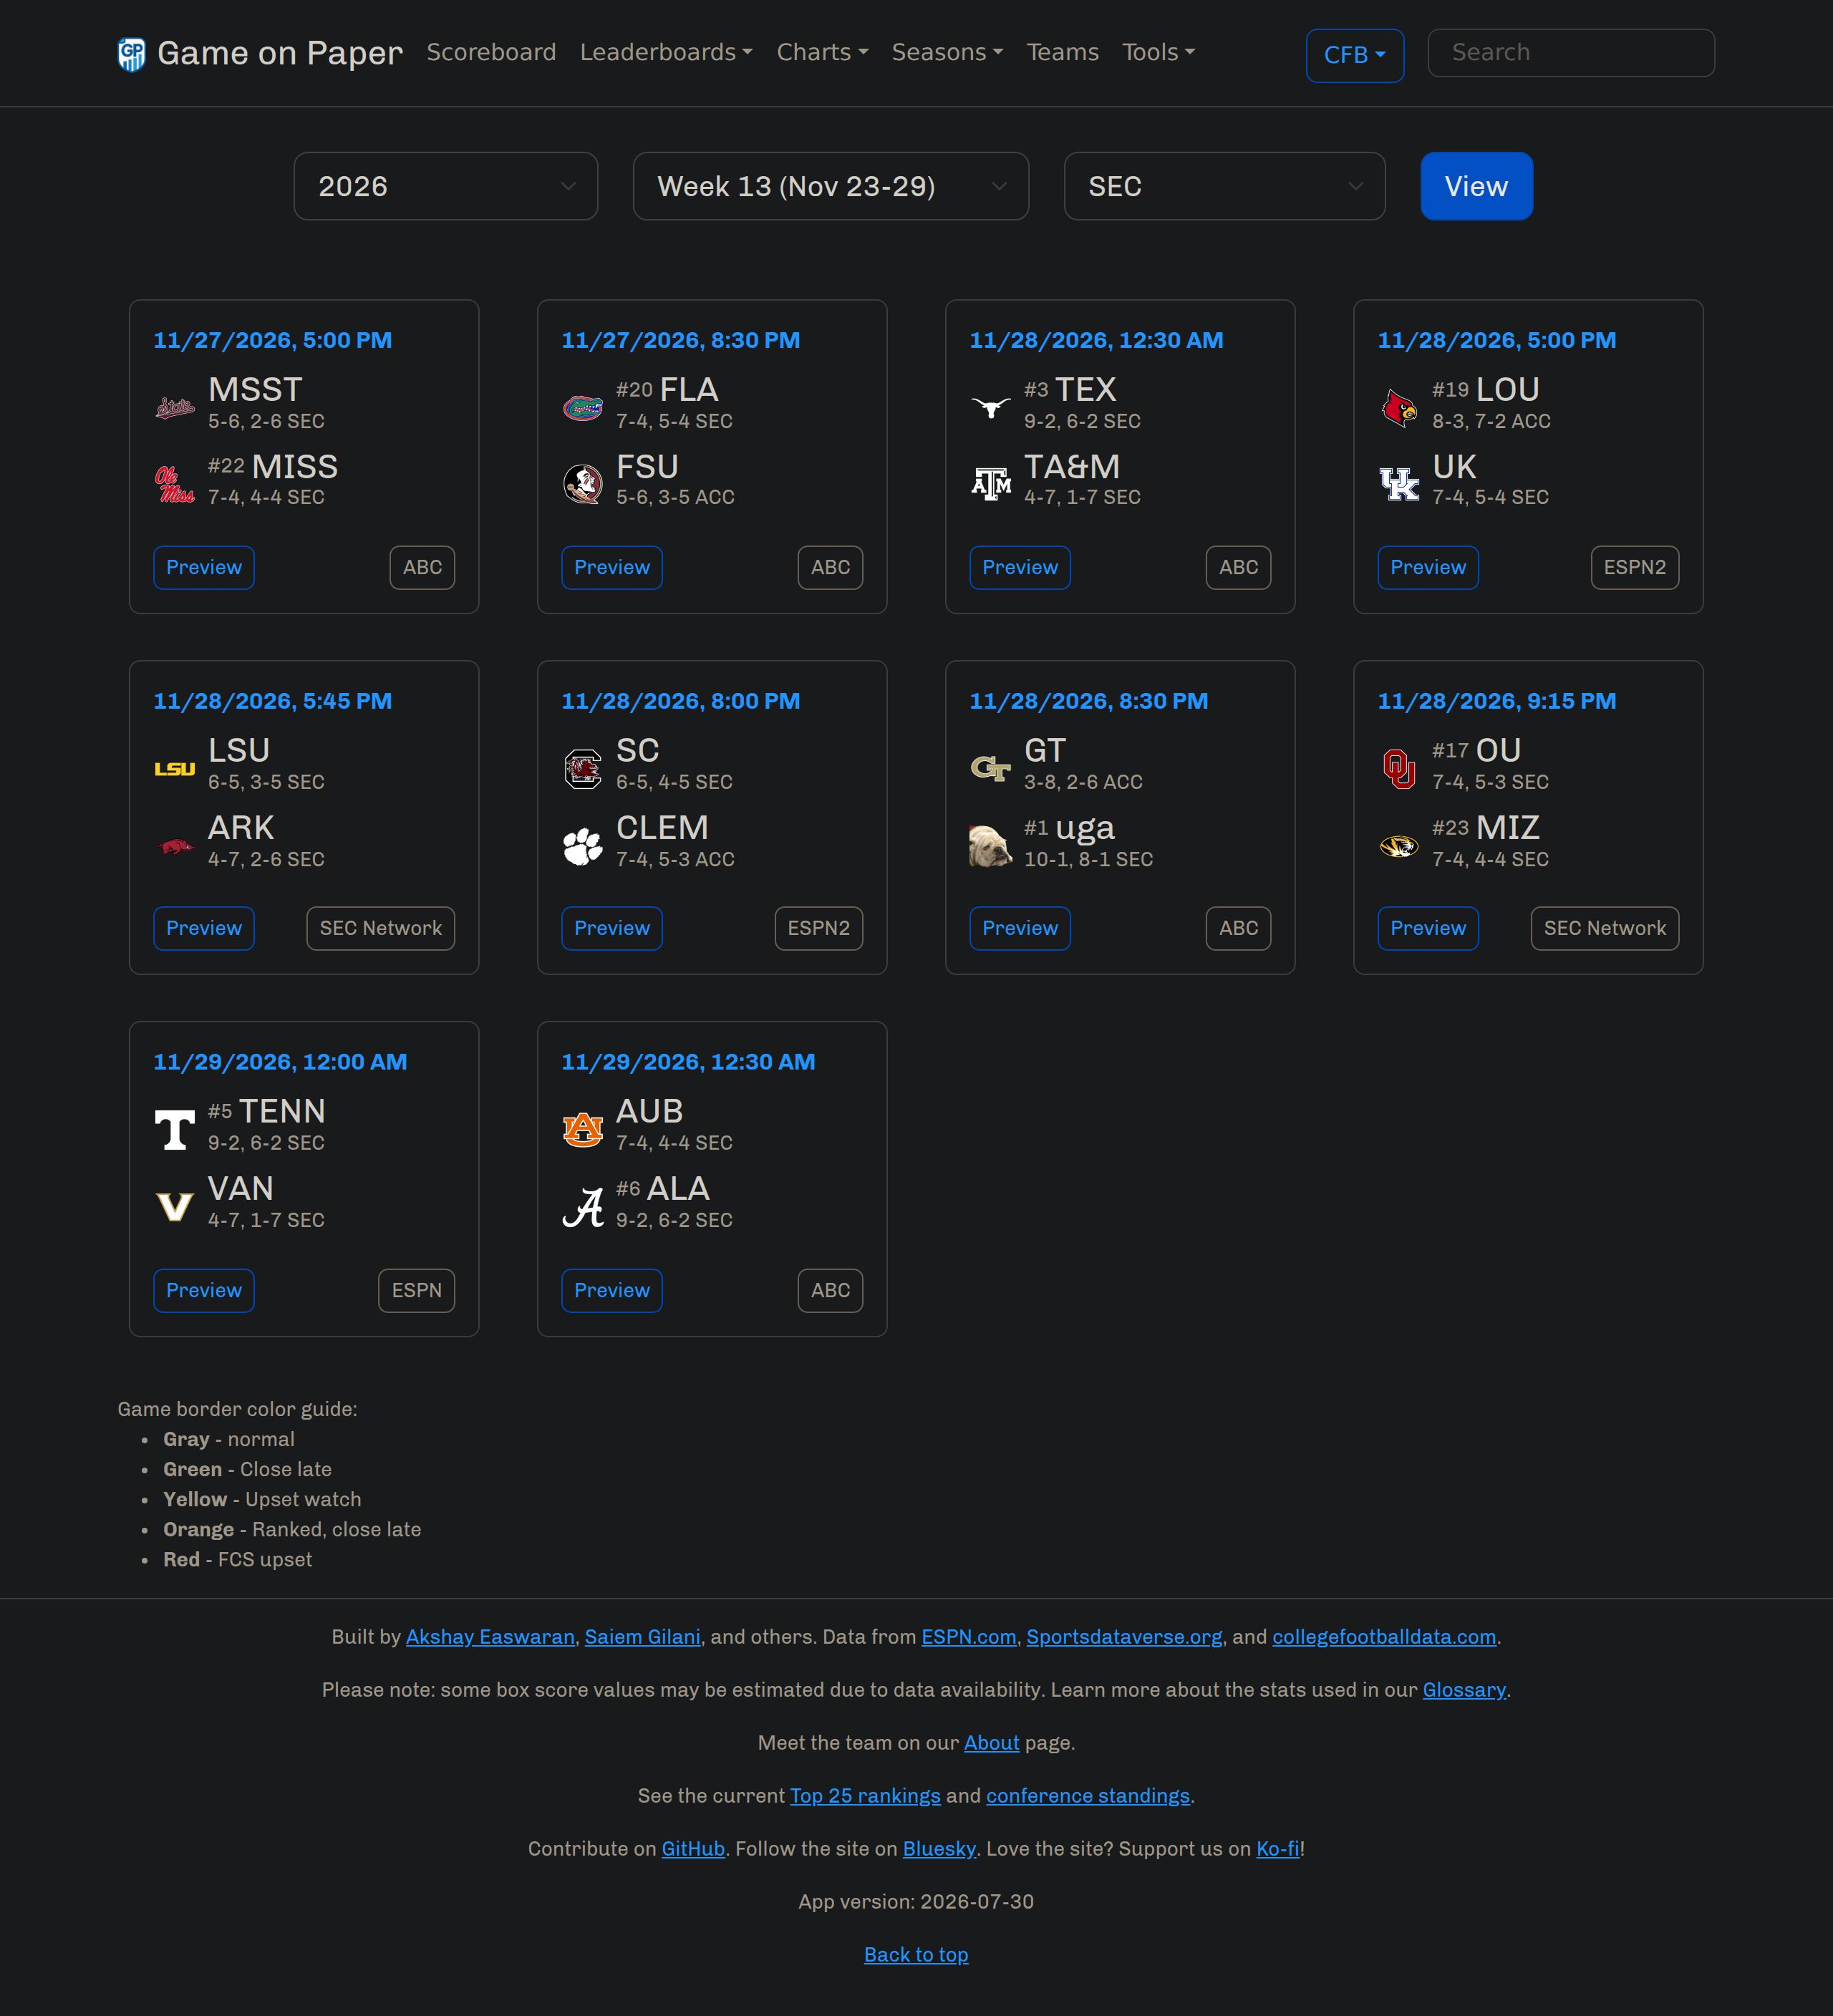 GP Game on Paper Scoreboard Leaderboards Charts Seasons Teams Tools CFB Search
2026 Week 13 (Nov 23-29) SEC View
11/27/2026, 5:00 PM
State
MSST
5-6, 2-6 SEC
Ole Miss
#22 MISS
7-4, 4-4 SEC
Preview ABC
11/27/2026, 8:30 PM
Gators
#20 FLA
7-4, 5-4 SEC
FSU
5-6, 3-5 ACC
Preview ABC
11/28/2026, 12:30 AM
#3 TEX
9-2, 6-2 SEC
ATM
TA&M
4-7, 1-7 SEC
Preview ABC
11/28/2026, 5:00 PM
#19 LOU
8-3, 7-2 ACC
UK
UK
7-4, 5-4 SEC
Preview ESPN2
11/28/2026, 5:45 PM
LSU
LSU
6-5, 3-5 SEC
ARK
4-7, 2-6 SEC
Preview SEC Network
11/28/2026, 8:00 PM
C
SC
6-5, 4-5 SEC
CLEM
7-4, 5-3 ACC
Preview ESPN2
11/28/2026, 8:30 PM
GT
GT
3-8, 2-6 ACC
#1 uga
10-1, 8-1 SEC
Preview ABC
11/28/2026, 9:15 PM
OU
#17 OU
7-4, 5-3 SEC
#23 MIZ
7-4, 4-4 SEC
Preview SEC Network
11/29/2026, 12:00 AM
T
#5 TENN
9-2, 6-2 SEC
V
VAN
4-7, 1-7 SEC
Preview ESPN
11/29/2026, 12:30 AM
AU
AUB
7-4, 4-4 SEC
A
#6 ALA
9-2, 6-2 SEC
Preview ABC
Game border color guide:
• Gray - normal
• Green - Close late
• Yellow - Upset watch
• Orange - Ranked, close late
• Red - FCS upset
Built by Akshay Easwaran, Saiem Gilani, and others. Data from ESPN.com, Sportsdataverse.org, and collegefootballdata.com.
Please note: some box score values may be estimated due to data availability. Learn more about the stats used in our Glossary.
Meet the team on our About page.
See the current Top 25 rankings and conference standings.
Contribute on GitHub. Follow the site on Bluesky. Love the site? Support us on Ko-fi!
App version: 2026-07-30
Back to top